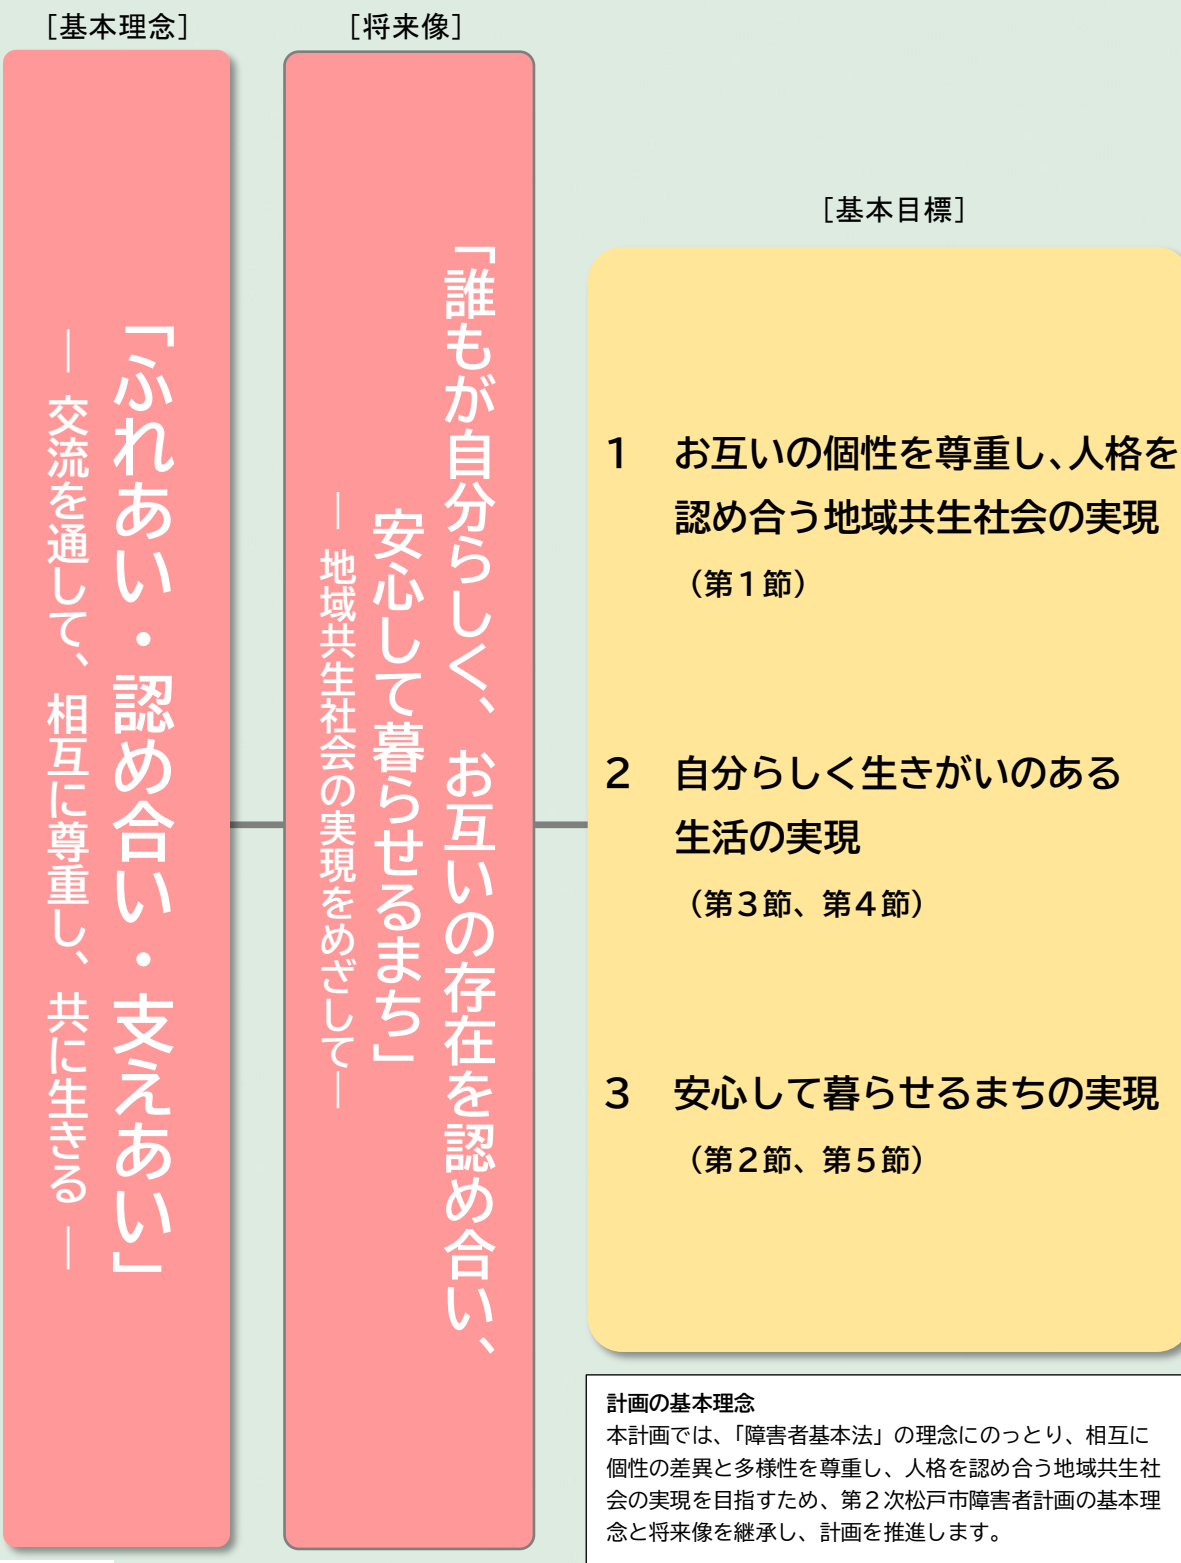 ［基本理念］
「ふれあい・認め合い・支えあい」
― 交流を通して、相互に尊重し、共に生きる ―
［将来像］
「誰もが自分らしく、お互いの存在を認め合い、
安心して暮らせるまち」
― 地域共生社会の実現をめざして―
［基本目標］
１　お互いの個性を尊重し、人格を
認め合う地域共生社会の実現
（第１節）
２　自分らしく生きがいのある
生活の実現
（第３節、第４節）
３　安心して暮らせるまちの実現
（第２節、第５節）
計画の基本理念
本計画では、「障害者基本法」の理念にのっとり、相互に
個性の差異と多様性を尊重し、人格を認め合う地域共生社
会の実現を目指すため、第２次松戸市障害者計画の基本理
念と将来像を継承し、計画を推進します。